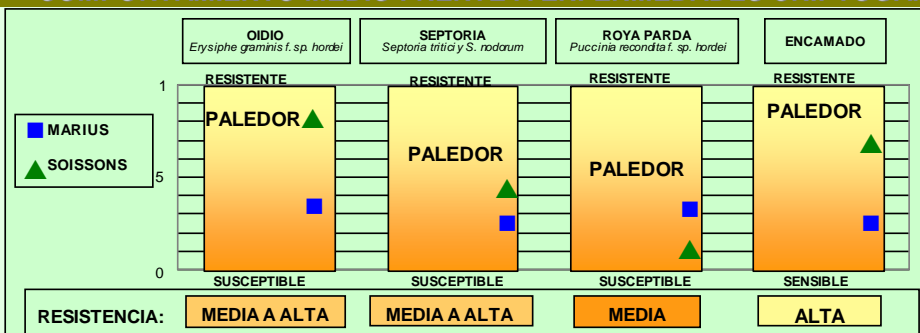 OIDIO
Erysiphe graminis f. sp. hordei
SEPTORIA
Septoria tritici y S. nodorum
ROYA PARDA
Puccinia recondita f. sp. hordei
ENCAMADO
RESISTENTE RESISTENTE RESISTENTE RESISTENTE
1
5
0
MARIUS
SOISSONS
PALEDOR
PALEDOR
PALEDOR
PALEDOR
SUSCEPTIBLE SUSCEPTIBLE SUSCEPTIBLE SENSIBLE
RESISTENCIA: MEDIA A ALTA MEDIA A ALTA MEDIA ALTA